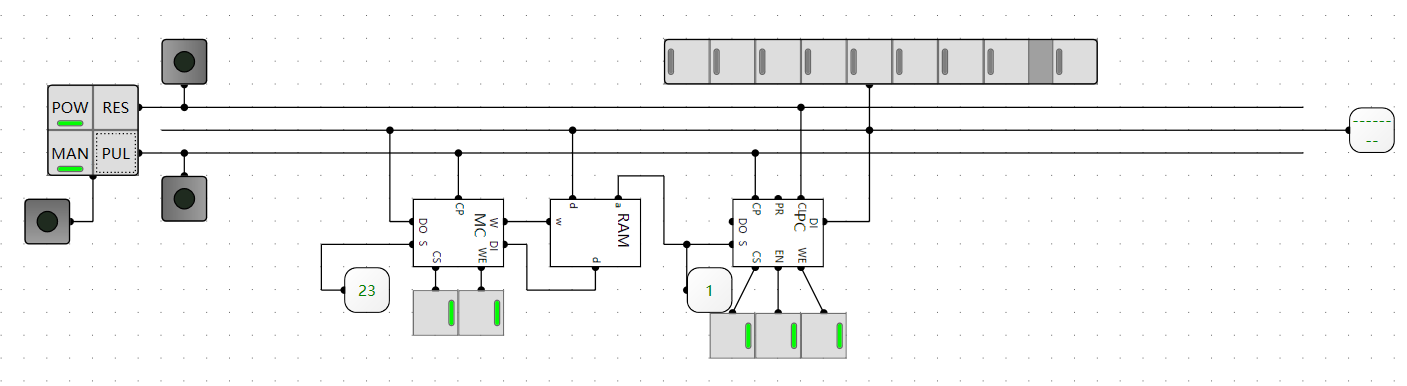 POW RES
MAN PUL
CP
DO
S
MC
W
DI
CS
WE
23
d
a
w
RAM
d
CP
PR
CL
DO
S
PC
DI
CS
EN
WE
1
--------
--